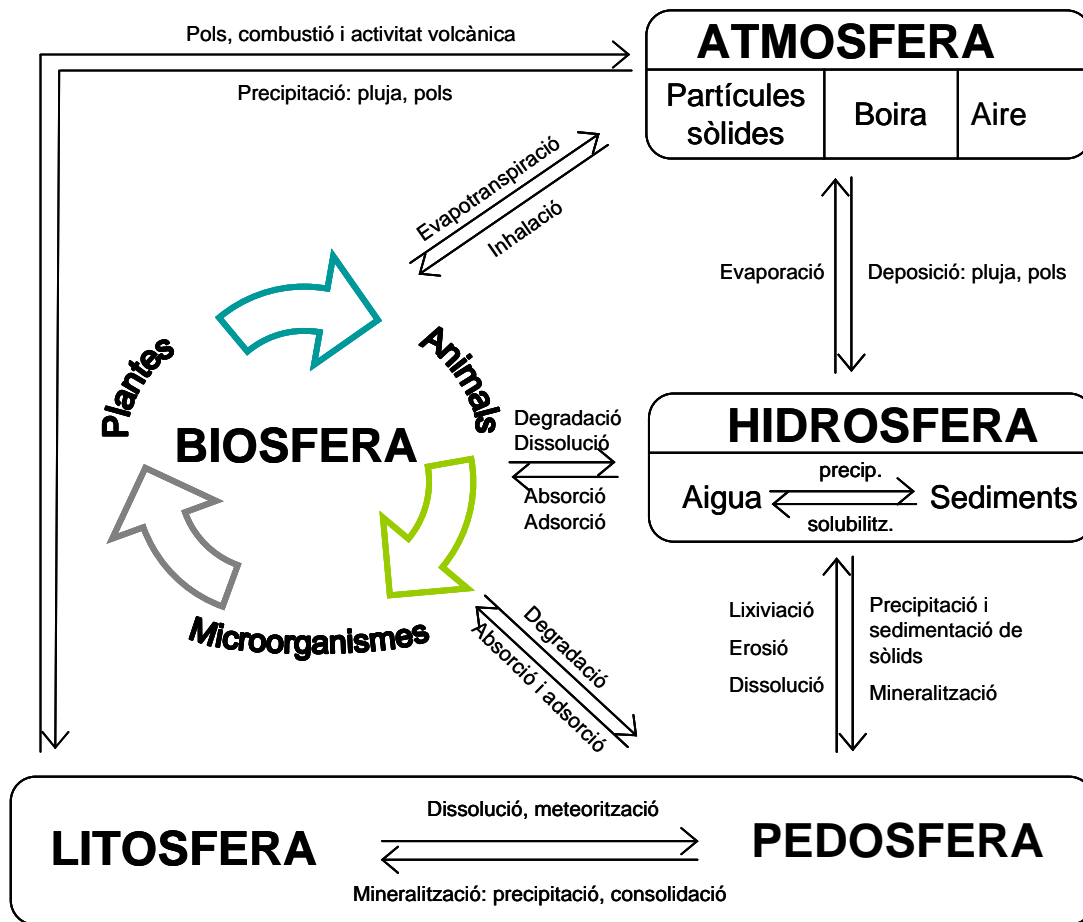 Pols, combustió i activitat volcànica
Precipitació: pluja, pols
ATMOSFERA
Partícules
sòlides
Boira
Aire
Evapotranspiració
Inhalació
Evaporació
Deposició: pluja, pols
Plantes
Animals
BIOSFERA
Microorganismes
Degradació
Dissolució
Absorció
Adsorció
HIDROSFERA
precip.
Aigua
Sediments
solubilitz.
Degradació
Absorció i adsorció
Lixiviació
Erosió
Dissolució
Precipitació i
sedimentació de
sòlids
Mineralització
Dissolució, meteorització
LITOSFERA
PEDOSFERA
Mineralització: precipitació, consolidació